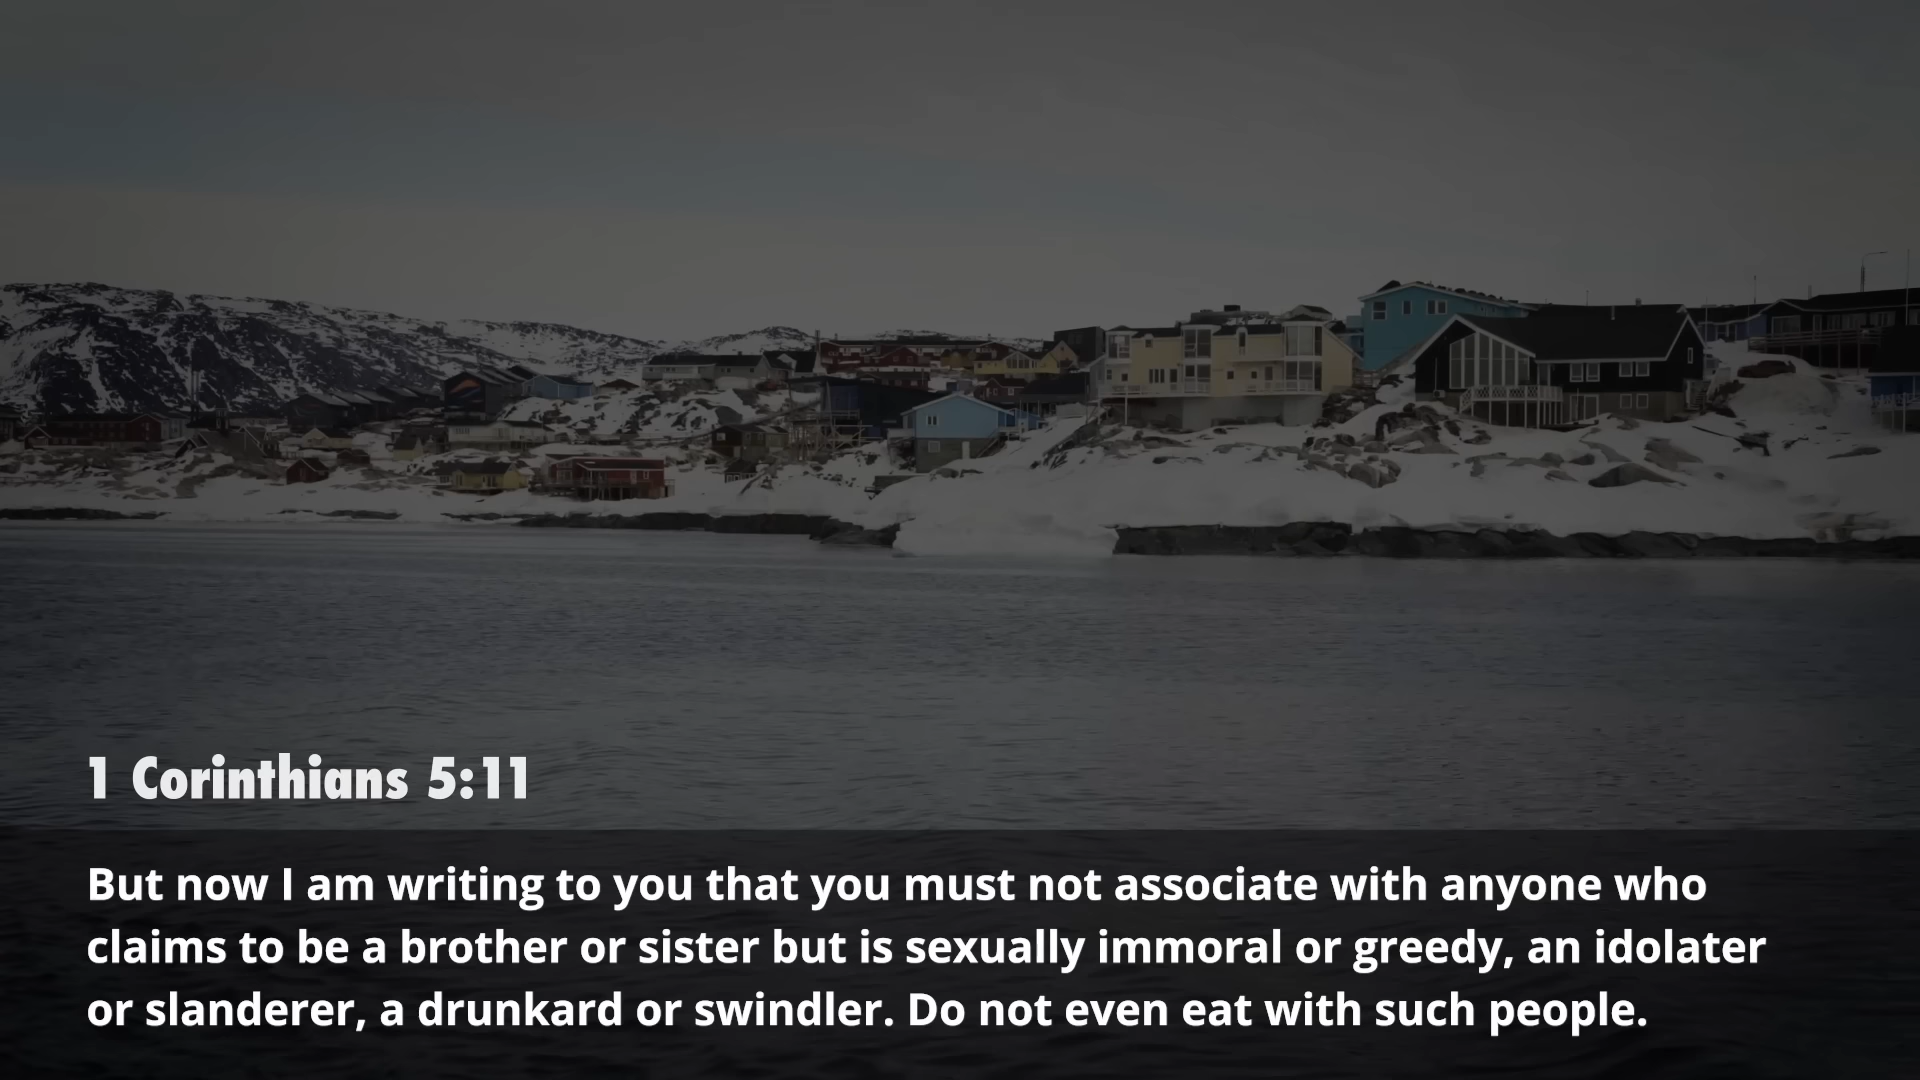 1 Corinthians 5:11
But now I am writing to you that you must not associate with anyone who
claims to be a brother or sister but is sexually immoral or greedy, an idolater
or slanderer, a drunkard or swindler. Do not even eat with such people.